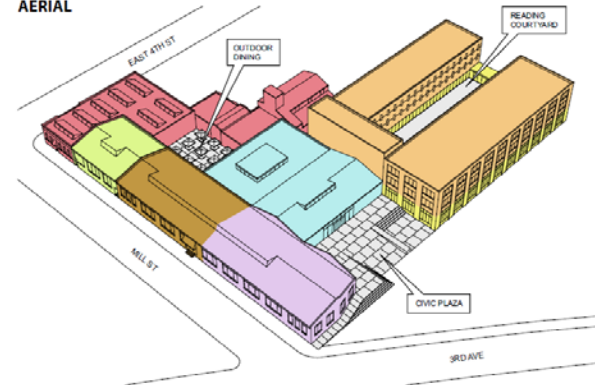 AERIAL
READING
COURTYARD
EAST 4TH ST
OUTDOOR
DINING
MILL ST
CIVIC PLAZA
3RD AVE